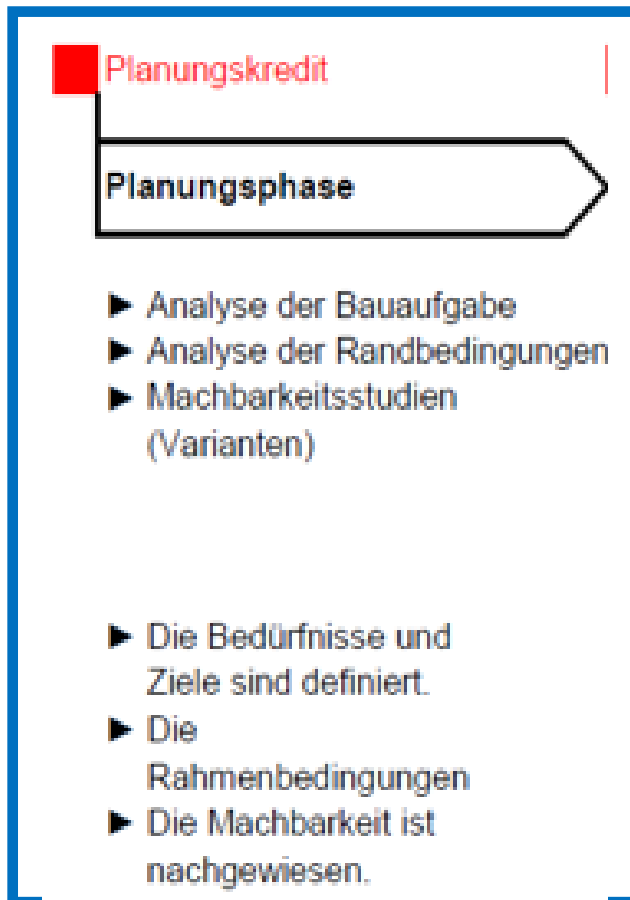 Planungskredit
Planungsphase
► Analyse der Bauaufgabe
► Analyse der Randbedingungen
► Machbarkeitsstudien
(Varianten)
► Die Bedürfnisse und
Ziele sind definiert.
► Die
Rahmenbedingungen
► Die Machbarkeit ist
nachgewiesen.